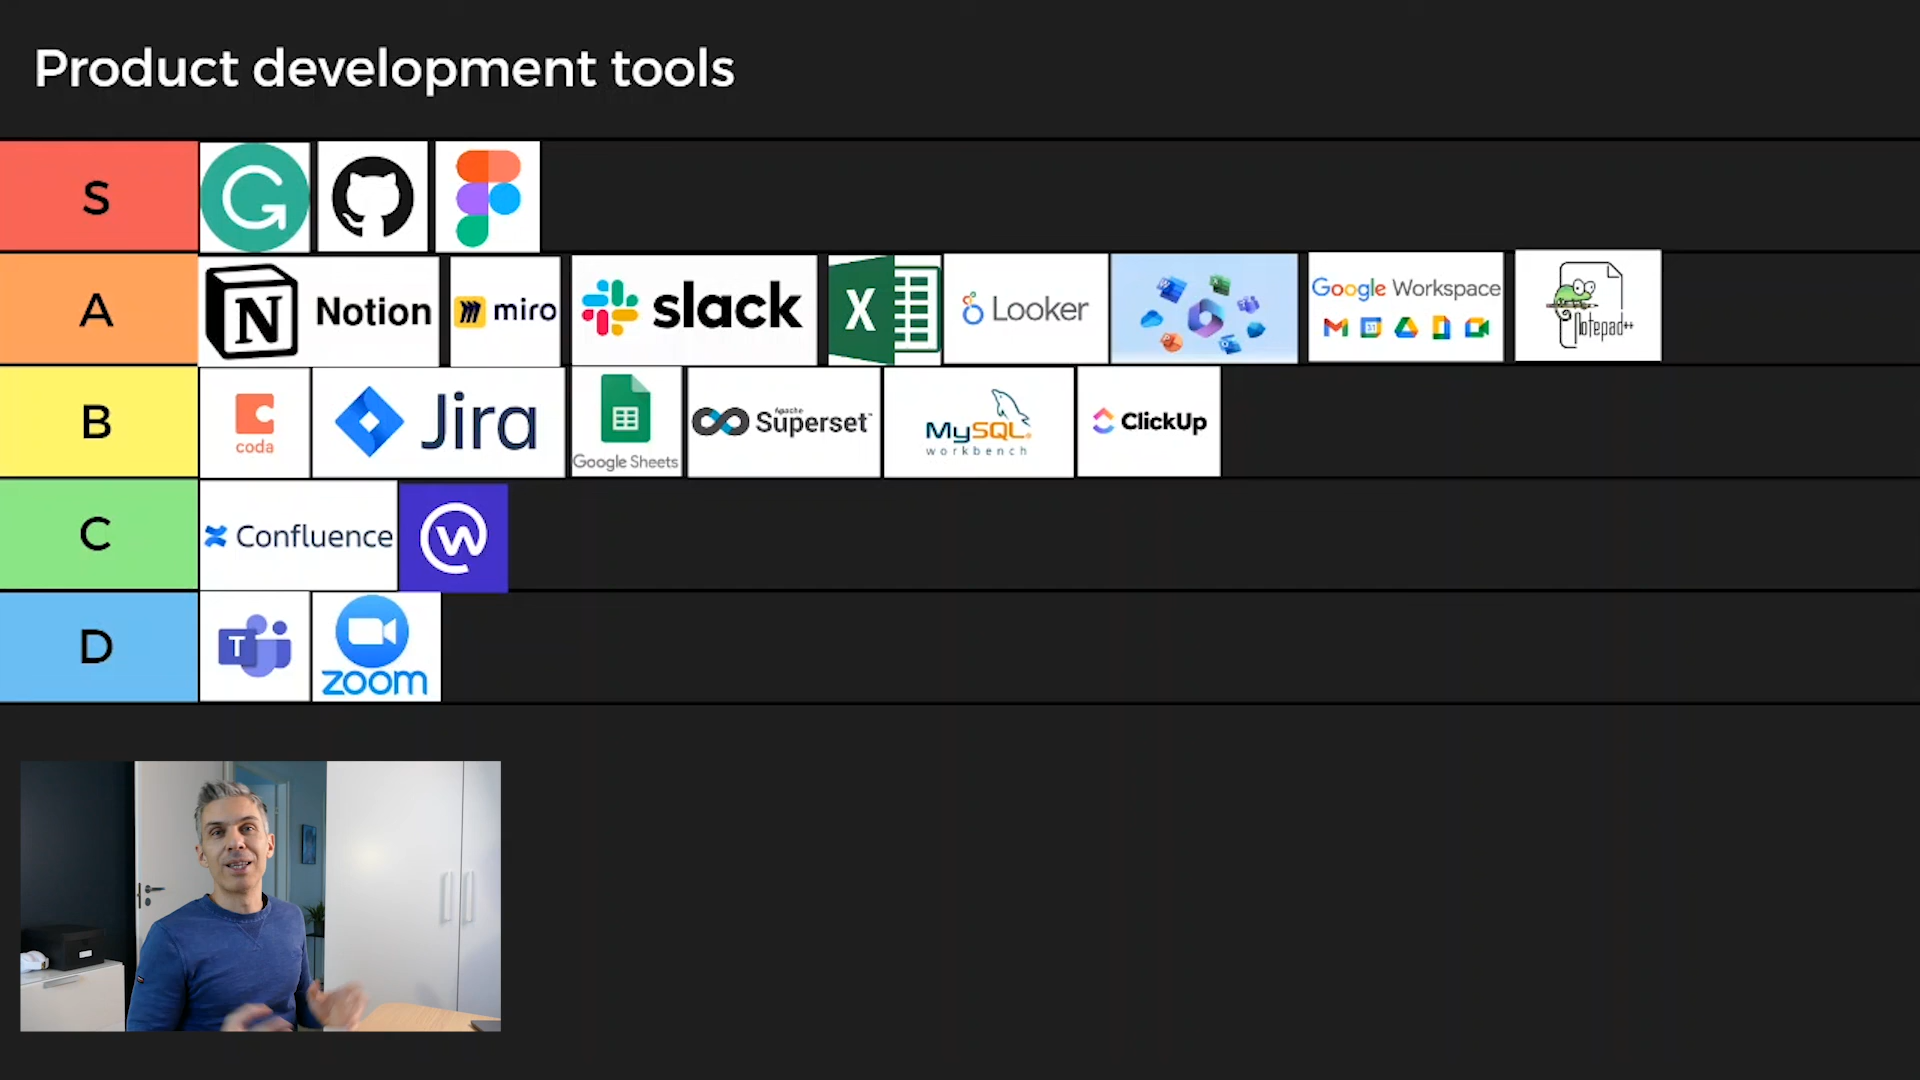 Product development tools
S
G
A
N Notion
miro
slack
X
Looker
Google Workspace
31
Notepad++
B
coda
Jira
Google Sheets
Apache
Superset
MySQL
workbench
ClickUp
C
Confluence
W
D
T
zoom